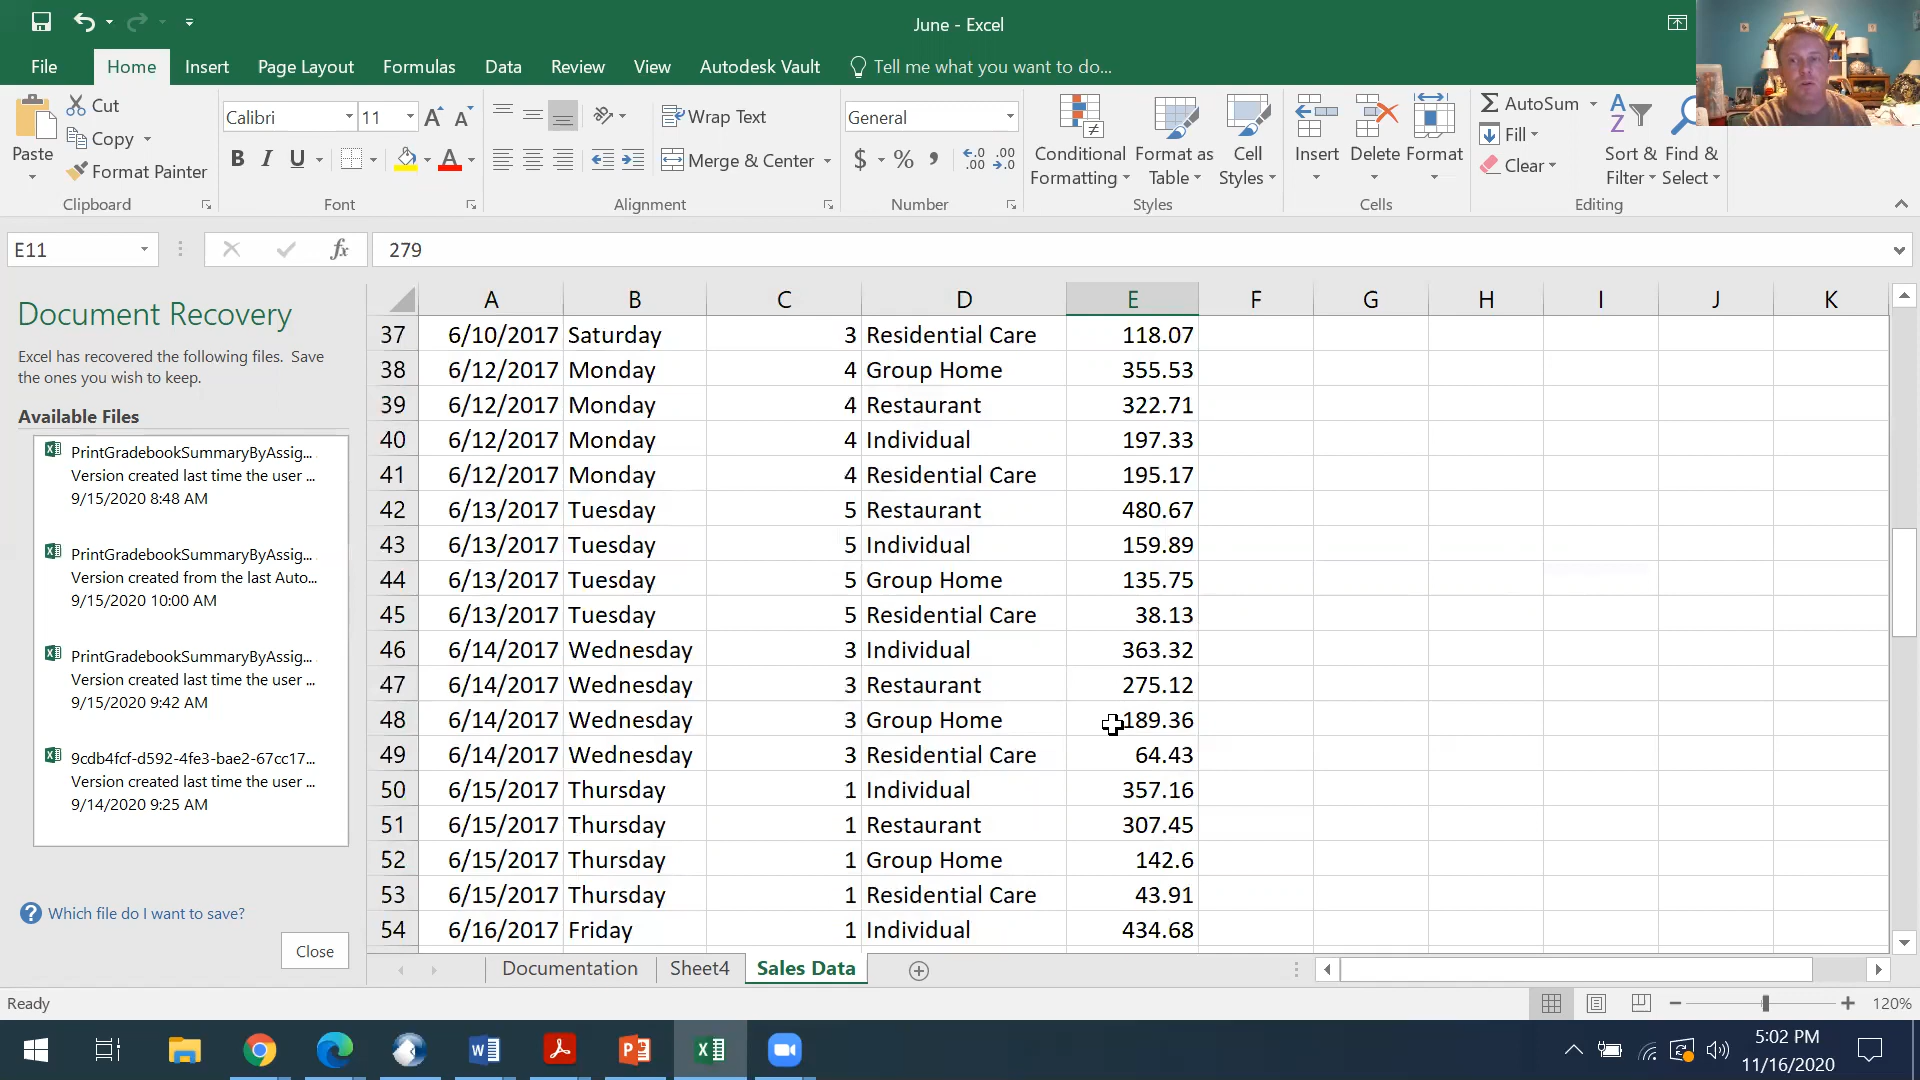 June - Excel
File Home Insert Page Layout Formulas Data Review View Autodesk Vault Tell me what you want to do...
Cut
Copy
Paste
Format Painter
Clipboard
Calibri 11
B I U
Font
Wrap Text
Merge & Center
Alignment
General
$ % ,
Number
Conditional Formatting
Format as Table
Cell Styles
Styles
Insert Delete Format
Cells
AutoSum
Fill
Clear
Sort & Filter
Find & Select
Editing
E11 fx 279
Document Recovery
Excel has recovered the following files. Save
the ones you wish to keep.
Available Files
PrintGradebookSummaryByAssig...
Version created last time the user ...
9/15/2020 8:48 AM
PrintGradebookSummaryByAssig...
Version created from the last Auto...
9/15/2020 10:00 AM
PrintGradebookSummaryByAssig...
Version created last time the user ...
9/15/2020 9:42 AM
9cdb4fcf-d592-4fe3-bae2-67cc17...
Version created last time the user ...
9/14/2020 9:25 AM
Which file do I want to save?
Close
A B C D E F G H I J K
37 6/10/2017 Saturday 3 Residential Care 118.07
38 6/12/2017 Monday 4 Group Home 355.53
39 6/12/2017 Monday 4 Restaurant 322.71
40 6/12/2017 Monday 4 Individual 197.33
41 6/12/2017 Monday 4 Residential Care 195.17
42 6/13/2017 Tuesday 5 Restaurant 480.67
43 6/13/2017 Tuesday 5 Individual 159.89
44 6/13/2017 Tuesday 5 Group Home 135.75
45 6/13/2017 Tuesday 5 Residential Care 38.13
46 6/14/2017 Wednesday 3 Individual 363.32
47 6/14/2017 Wednesday 3 Restaurant 275.12
48 6/14/2017 Wednesday 3 Group Home 189.36
49 6/14/2017 Wednesday 3 Residential Care 64.43
50 6/15/2017 Thursday 1 Individual 357.16
51 6/15/2017 Thursday 1 Restaurant 307.45
52 6/15/2017 Thursday 1 Group Home 142.6
53 6/15/2017 Thursday 1 Residential Care 43.91
54 6/16/2017 Friday 1 Individual 434.68
Documentation Sheet4 Sales Data
Ready
120%
5:02 PM
11/16/2020